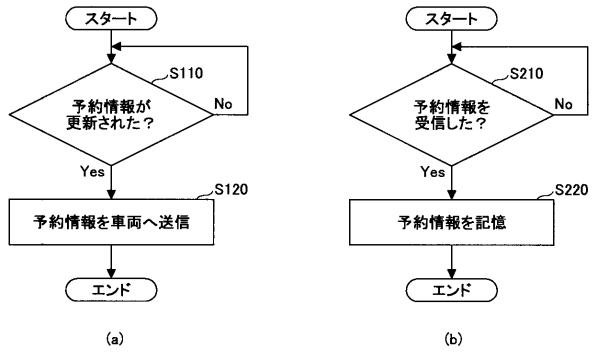 スタート
S110
予約情報が
更新された？
No
Yes
S120
予約情報を車両へ送信
エンド
(a)
スタート
S210
予約情報を
受信した？
No
Yes
S220
予約情報を記憶
エンド
(b)